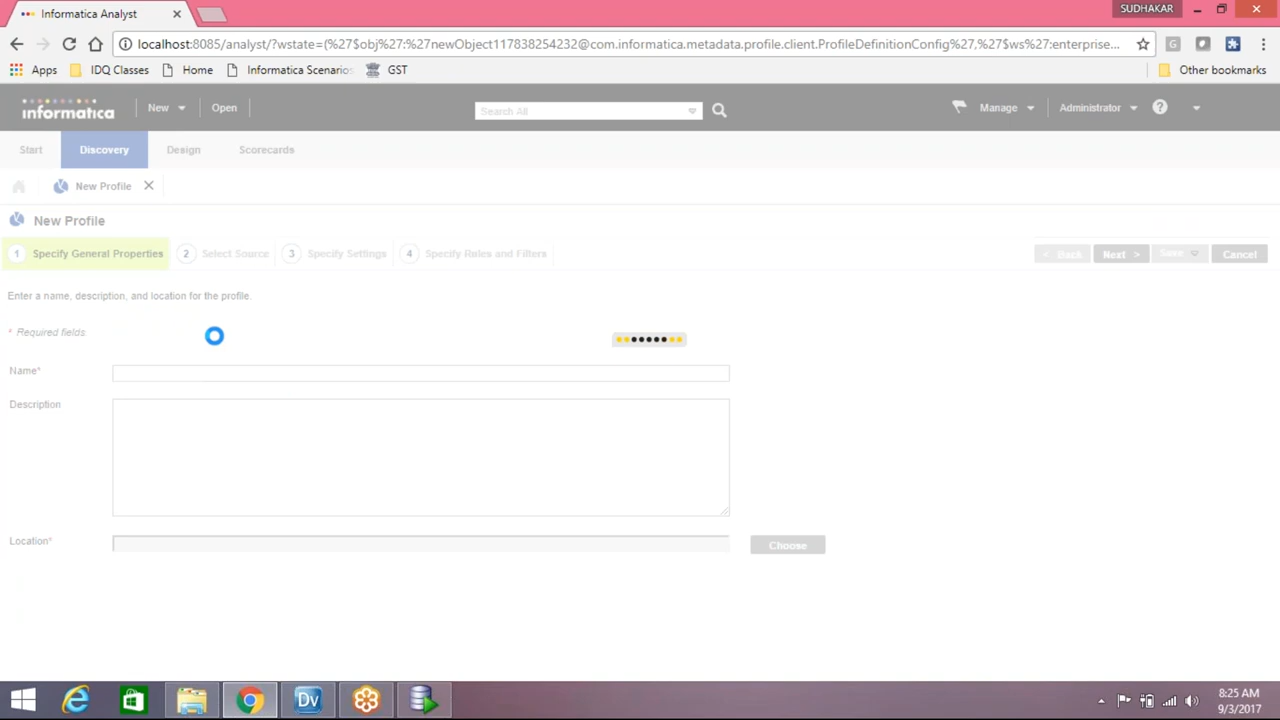 Informatica Analyst
SUDHAKAR
localhost:8085/analyst/?wstate=(%27$obj%27:%27newObject117838254232@com.informatica.metadata.profile.client.ProfileDefinitionConfig%27,%27$ws%27:enterprise...
G
Apps IDQ Classes Home Informatica Scenarios GST Other bookmarks
informatica New Open Search All Manage Administrator ?
Start Discovery Design Scorecards
New Profile
New Profile
1 Specify General Properties 2 Select Source 3 Specify Settings 4 Specify Rules and Filters < Back Next > Save Cancel
Enter a name, description, and location for the profile.
* Required fields
Name*
Description
Location* Choose
Dv
8:25 AM
9/3/2017